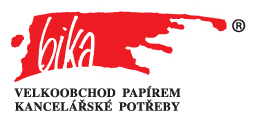 bika ®
VELKOOBCHOD PAPÍREM
KANCELÁŘSKÉ POTŘEBY